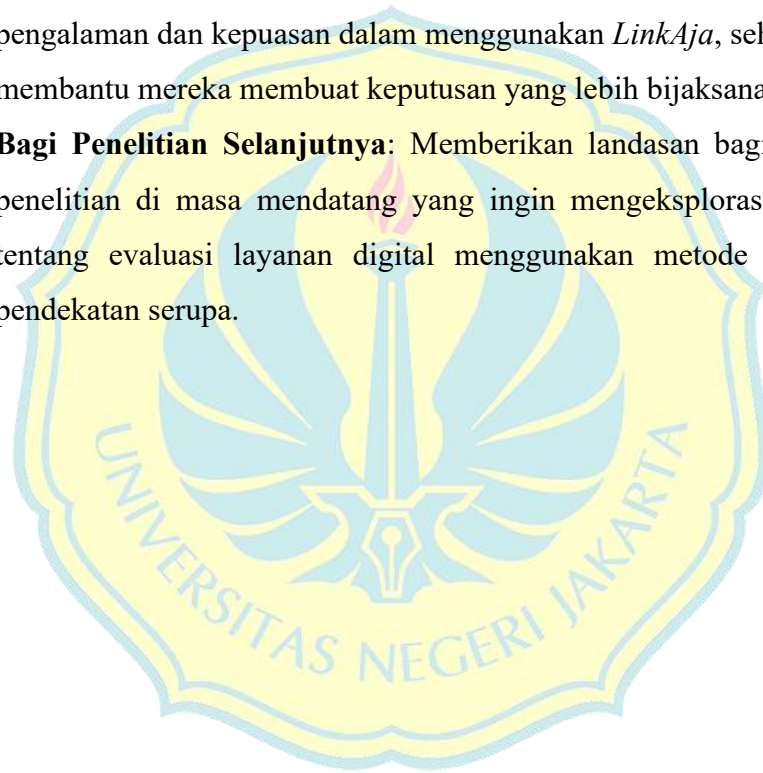 pengalaman dan kepuasan dalam menggunakan LinkAja, seh
membantu mereka membuat keputusan yang lebih bijaksana
Bagi Penelitian Selanjutnya: Memberikan landasan bagi
penelitian di masa mendatang yang ingin mengeksploras
tentang evaluasi layanan digital menggunakan metode
pendekatan serupa.
UNIVERSITAS NEGERI JAKARTA